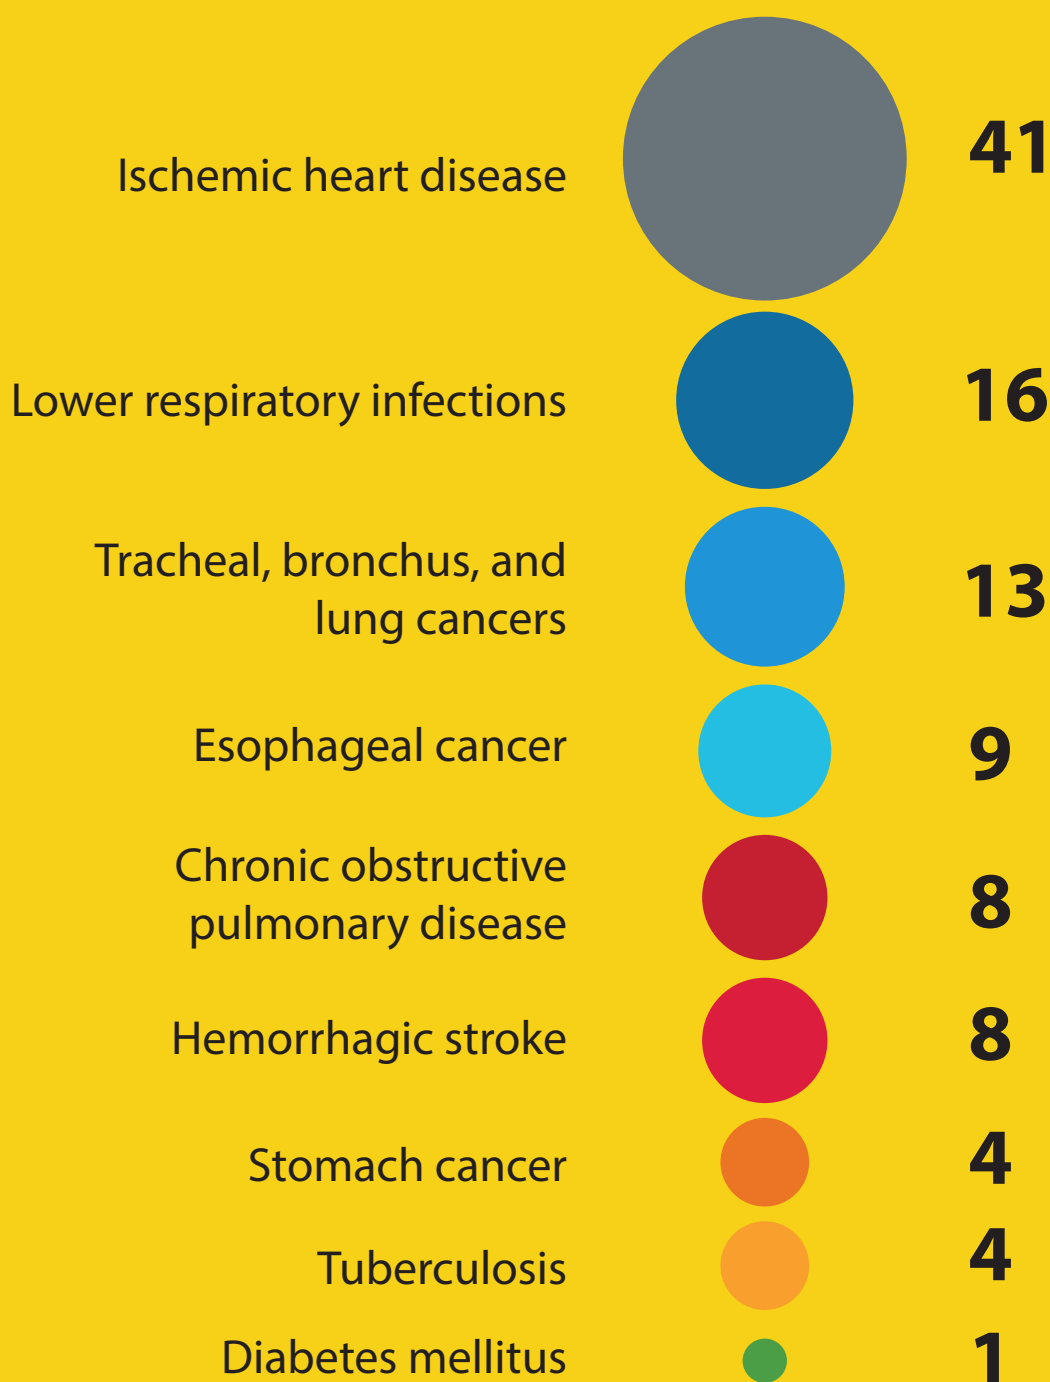 Ischemic heart disease 41
Lower respiratory infections 16
Tracheal, bronchus, and
lung cancers 13
Esophageal cancer 9
Chronic obstructive
pulmonary disease 8
Hemorrhagic stroke 8
Stomach cancer 4
Tuberculosis 4
Diabetes mellitus 1